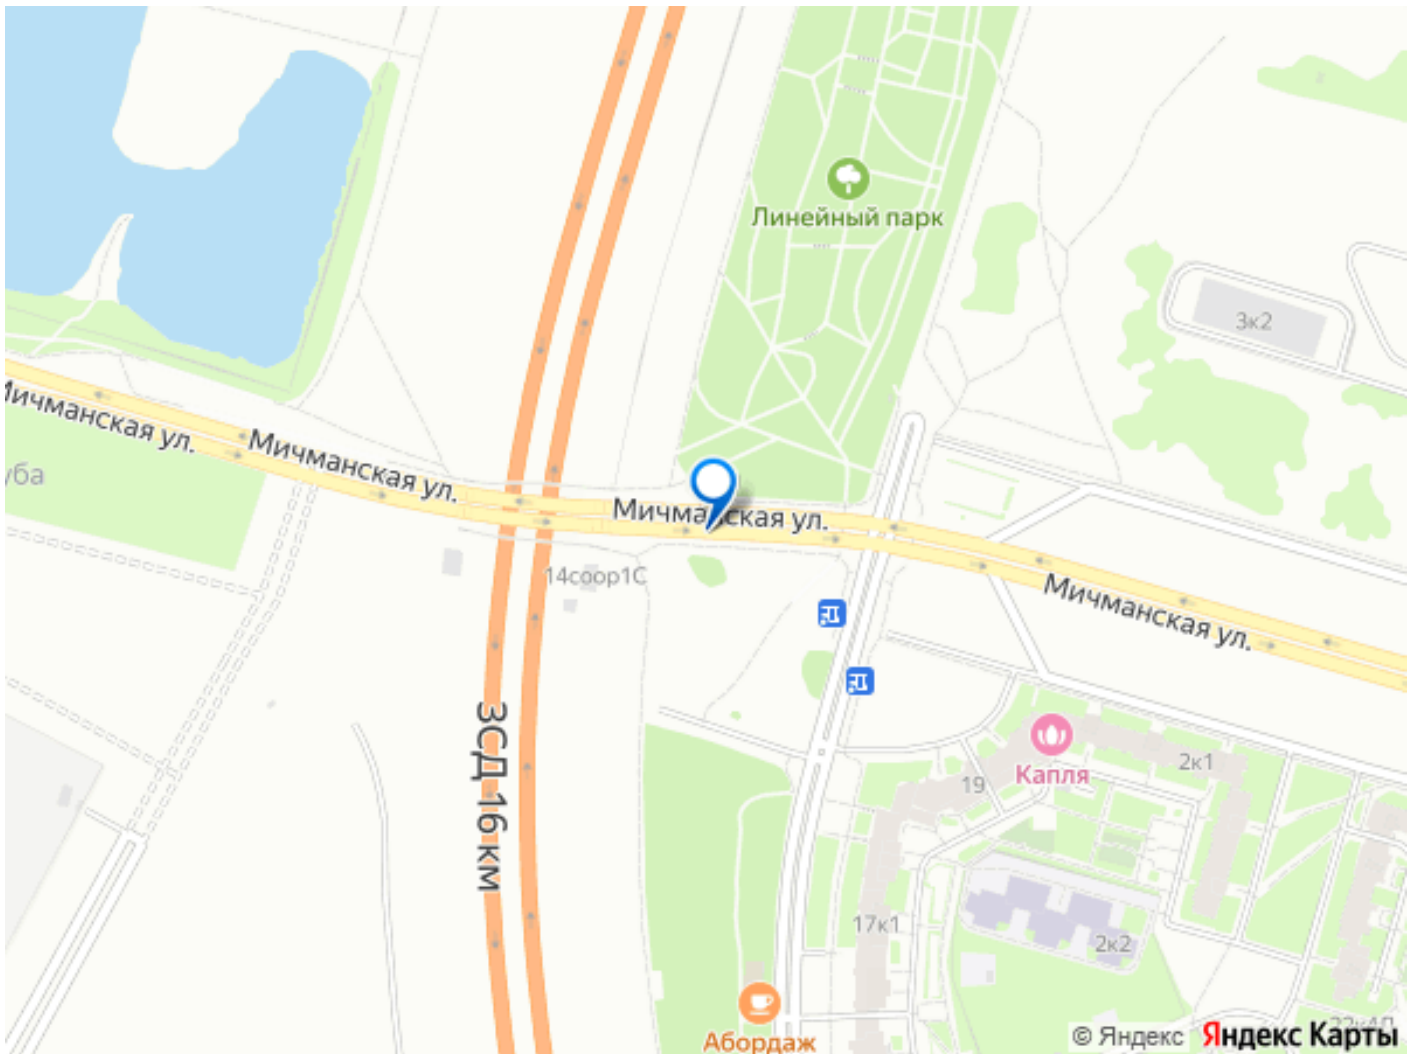 Линейный парк
3к2
Мичманская ул.
Мичманская ул.
уба
Мичманская ул.
14соор1С
Мичманская ул.
ЗСД 16 км
Капля
2к1
19
17к1
2к2
Абордаж
© Яндекс Яндекс Карты